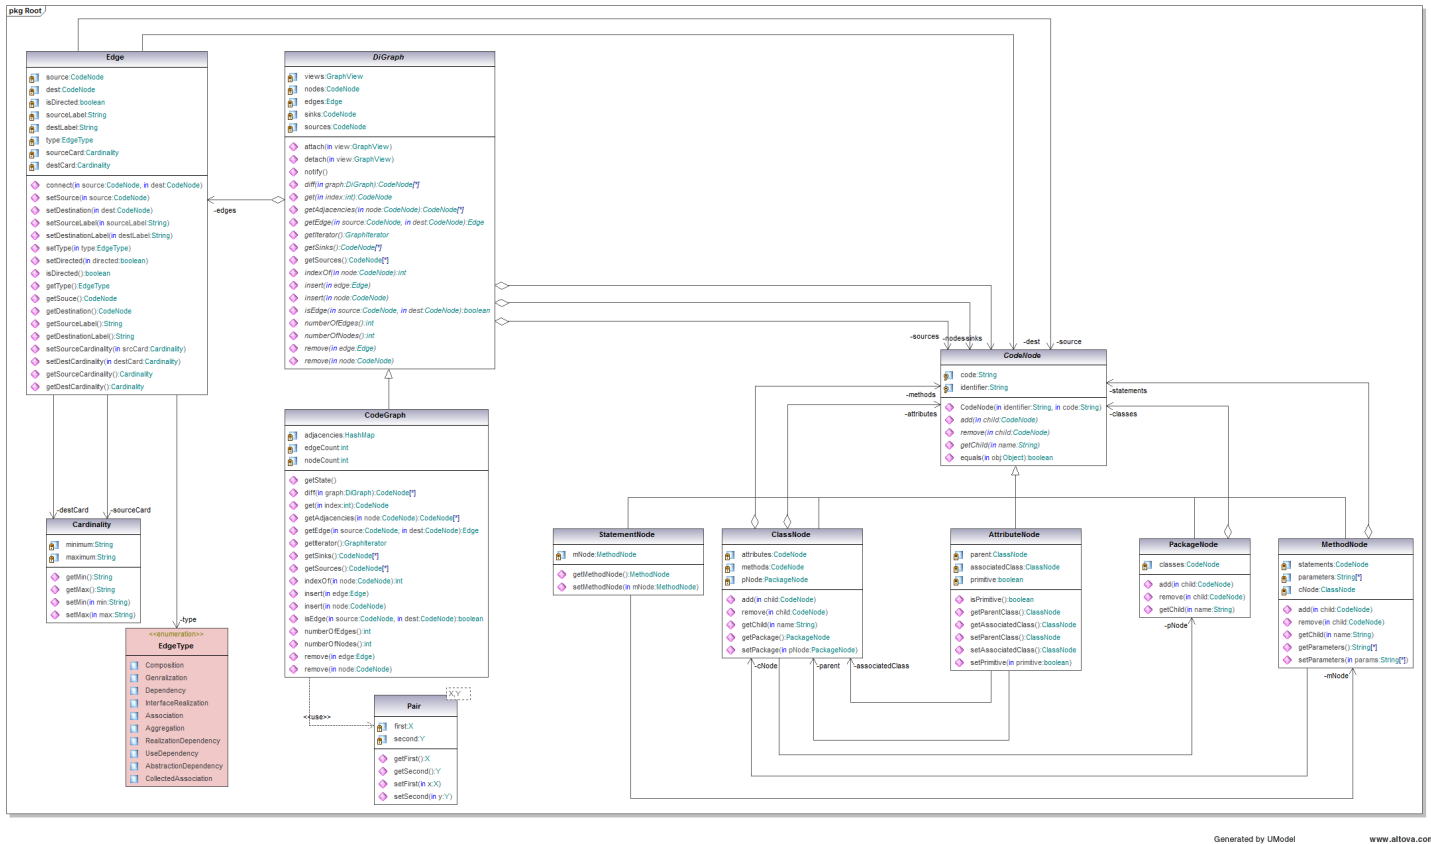 pkg Root
Edge
source:CodeNode
dest:CodeNode
isDirected:boolean
sourceLabel:String
destLabel:String
type:EdgeType
sourceCard:Cardinality
destCard:Cardinality
connect(in source:CodeNode, in dest:CodeNode)
setSource(in source:CodeNode)
setDestination(in dest:CodeNode)
setSourceLabel(in sourceLabel:String)
setDestinationLabel(in destLabel:String)
setType(in type:EdgeType)
setDirected(in directed:boolean)
isDirected():boolean
getType():EdgeType
getSouce():CodeNode
getDestination():CodeNode
getSourceLabel():String
getDestinationLabel():String
setSourceCardinality(in srcCard:Cardinality)
setDestCardinality(in destCard:Cardinality)
getSourceCardinality():Cardinality
getDestCardinality():Cardinality
DiGraph
views:GraphView
nodes:CodeNode
edges:Edge
sinks:CodeNode
sources:CodeNode
attach(in view:GraphView)
detach(in view:GraphView)
notify()
diff(in graph:DiGraph):CodeNode[*]
get(in index:int):CodeNode
getAdjacencies(in node:CodeNode):CodeNode[*]
getEdge(in source:CodeNode, in dest:CodeNode):Edge
getIterator():GraphIterator
getSinks():CodeNode[*]
getSources():CodeNode[*]
indexOf(in node:CodeNode):int
insert(in edge:Edge)
insert(in node:CodeNode)
isEdge(in source:CodeNode, in dest:CodeNode):boolean
numberOfEdges():int
numberOfNodes():int
remove(in edge:Edge)
remove(in node:CodeNode)
-edges
-sources
-nodes
-sinks
-dest
-source
CodeNode
code:String
identifier:String
CodeNode(in identifier:String, in code:String)
add(in child:CodeNode)
remove(in child:CodeNode)
getChild(in name:String)
equals(in obj:Object):boolean
-methods
-attributes
-statements
-classes
CodeGraph
adjacencies:HashMap
edgeCount:int
nodeCount:int
getState()
diff(in graph:DiGraph):CodeNode[*]
get(in index:int):CodeNode
getAdjacencies(in node:CodeNode):CodeNode[*]
getEdge(in source:CodeNode, in dest:CodeNode):Edge
getIterator():GraphIterator
getSinks():CodeNode[*]
getSources():CodeNode[*]
indexOf(in node:CodeNode):int
insert(in edge:Edge)
insert(in node:CodeNode)
isEdge(in source:CodeNode, in dest:CodeNode):boolean
numberOfEdges():int
numberOfNodes():int
remove(in edge:Edge)
remove(in node:CodeNode)
-destCard
-sourceCard
Cardinality
minimum:String
maximum:String
getMin():String
getMax():String
setMin(in min:String)
setMax(in max:String)
-type
<<enumeration>>
EdgeType
Composition
Genralization
Dependency
InterfaceRealization
Association
Aggregation
RealizationDependency
UseDependency
AbstractionDependency
CollectedAssociation
<<use>>
X,Y
Pair
first:X
second:Y
getFirst():X
getSecond():Y
setFirst(in x:X)
setSecond(in y:Y)
StatementNode
mNode:MethodNode
getMethodNode():MethodNode
setMethodNode(in mNode:MethodNode)
ClassNode
attributes:CodeNode
methods:CodeNode
pNode:PackageNode
add(in child:CodeNode)
remove(in child:CodeNode)
getChild(in name:String)
getPackage():PackageNode
setPackage(in pNode:PackageNode)
-cNode
-parent
-associatedClass
AttributeNode
parent:ClassNode
associatedClass:ClassNode
primitive:boolean
isPrimitive():boolean
getParentClass():ClassNode
getAssociatedClass():ClassNode
setParentClass():ClassNode
setAssociatedClass():ClassNode
setPrimitive(in primitive:boolean)
PackageNode
classes:CodeNode
add(in child:CodeNode)
remove(in child:CodeNode)
getChild(in name:String)
-pNode
MethodNode
statements:CodeNode
parameters:String[*]
cNode:ClassNode
add(in child:CodeNode)
remove(in child:CodeNode)
getChild(in name:String)
getParameters():String[*]
setParameters(in params:String[*])
-mNode
Generated by UModel
www.altova.com